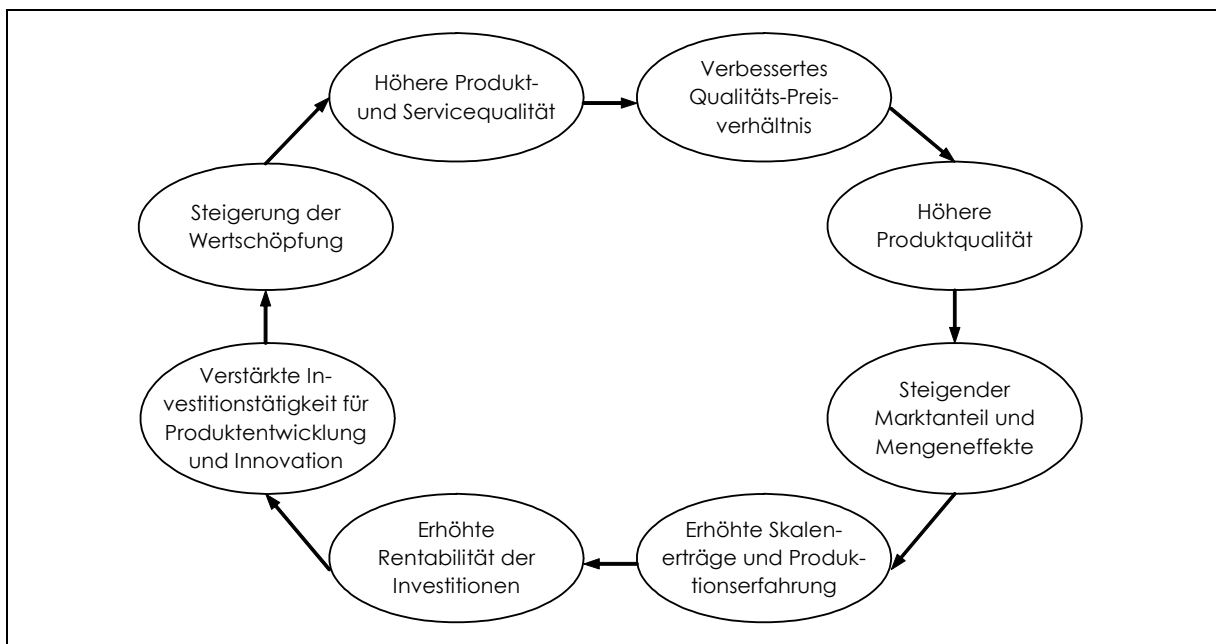 Höhere Produkt-
und Servicequalität
Verbessertes
Qualitäts-Preis-
verhältnis
Höhere
Produktqualität
Steigender
Marktanteil und
Mengeneffekte
Erhöhte Skalen-
erträge und Produk-
tionserfahrung
Erhöhte
Rentabilität der
Investitionen
Verstärkte In-
vestitionstätigkeit für
Produktentwicklung
und Innovation
Steigerung der
Wertschöpfung